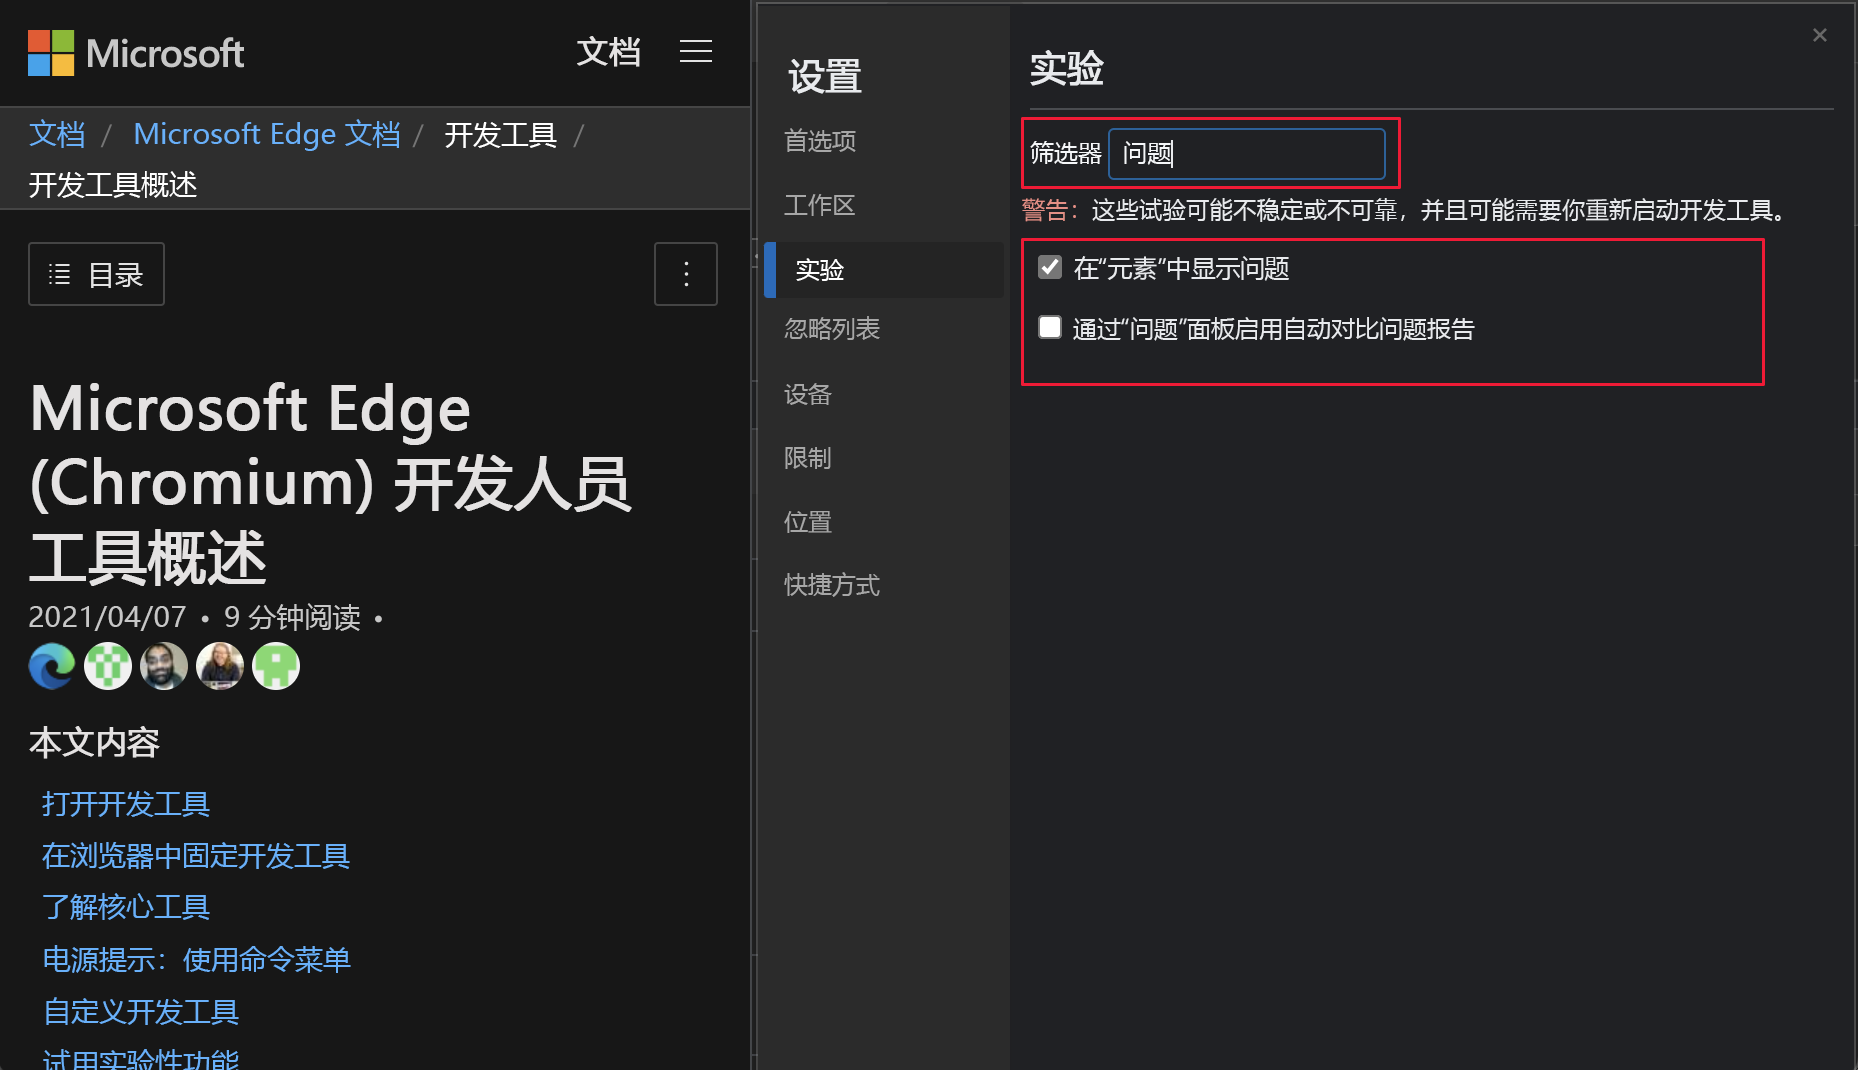 Microsoft
文档
文档 / Microsoft Edge 文档 / 开发工具 /
开发工具概述
目录
Microsoft Edge
(Chromium) 开发人员
工具概述
2021/04/07 • 9 分钟阅读 •
本文内容
打开开发工具
在浏览器中固定开发工具
了解核心工具
电源提示：使用命令菜单
自定义开发工具
试用实验性功能
设置
首选项
工作区
实验
忽略列表
设备
限制
位置
快捷方式
实验
筛选器 问题
警告：这些试验可能不稳定或不可靠，并且可能需要你重新启动开发工具。
在“元素”中显示问题
通过“问题”面板启用自动对比问题报告